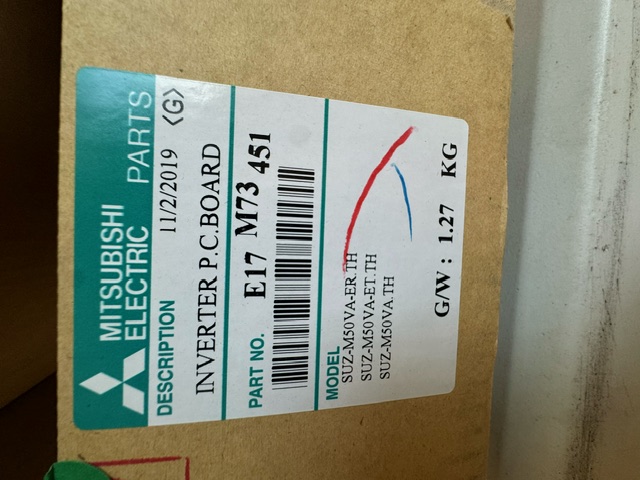 MITSUBISHI
ELECTRIC PARTS
DESCRIPTION 11/2/2019 <G>
INVERTER P.C.BOARD
PART NO. E17 M73 451
MODEL
SUZ-M50VA-ER.TH
SUZ-M50VA-ET.TH
SUZ-M50VA.TH
G/W : 1.27 KG